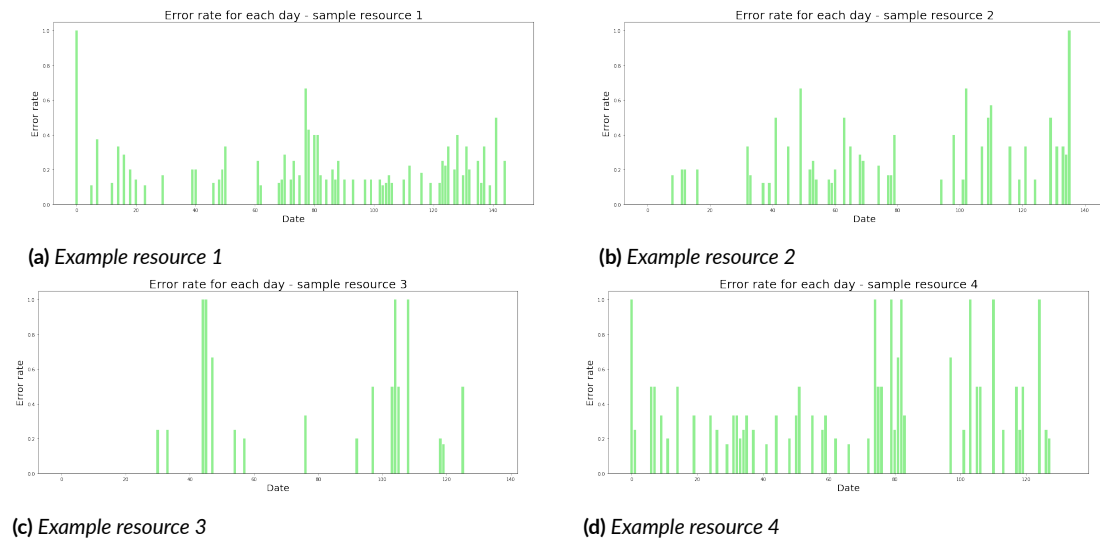 Error rate for each day - sample resource 1
1.0
0.8
0.6
0.4
0.2
0.0
Error rate
0 20 40 60 80 100 120 140
Date
(a) Example resource 1
Error rate for each day - sample resource 2
1.0
0.8
0.6
0.4
0.2
0.0
Error rate
0 20 40 60 80 100 120 140
Date
(b) Example resource 2
Error rate for each day - sample resource 3
1.0
0.8
0.6
0.4
0.2
0.0
Error rate
0 20 40 60 80 100 120 140
Date
(c) Example resource 3
Error rate for each day - sample resource 4
1.0
0.8
0.6
0.4
0.2
0.0
Error rate
0 20 40 60 80 100 120
Date
(d) Example resource 4